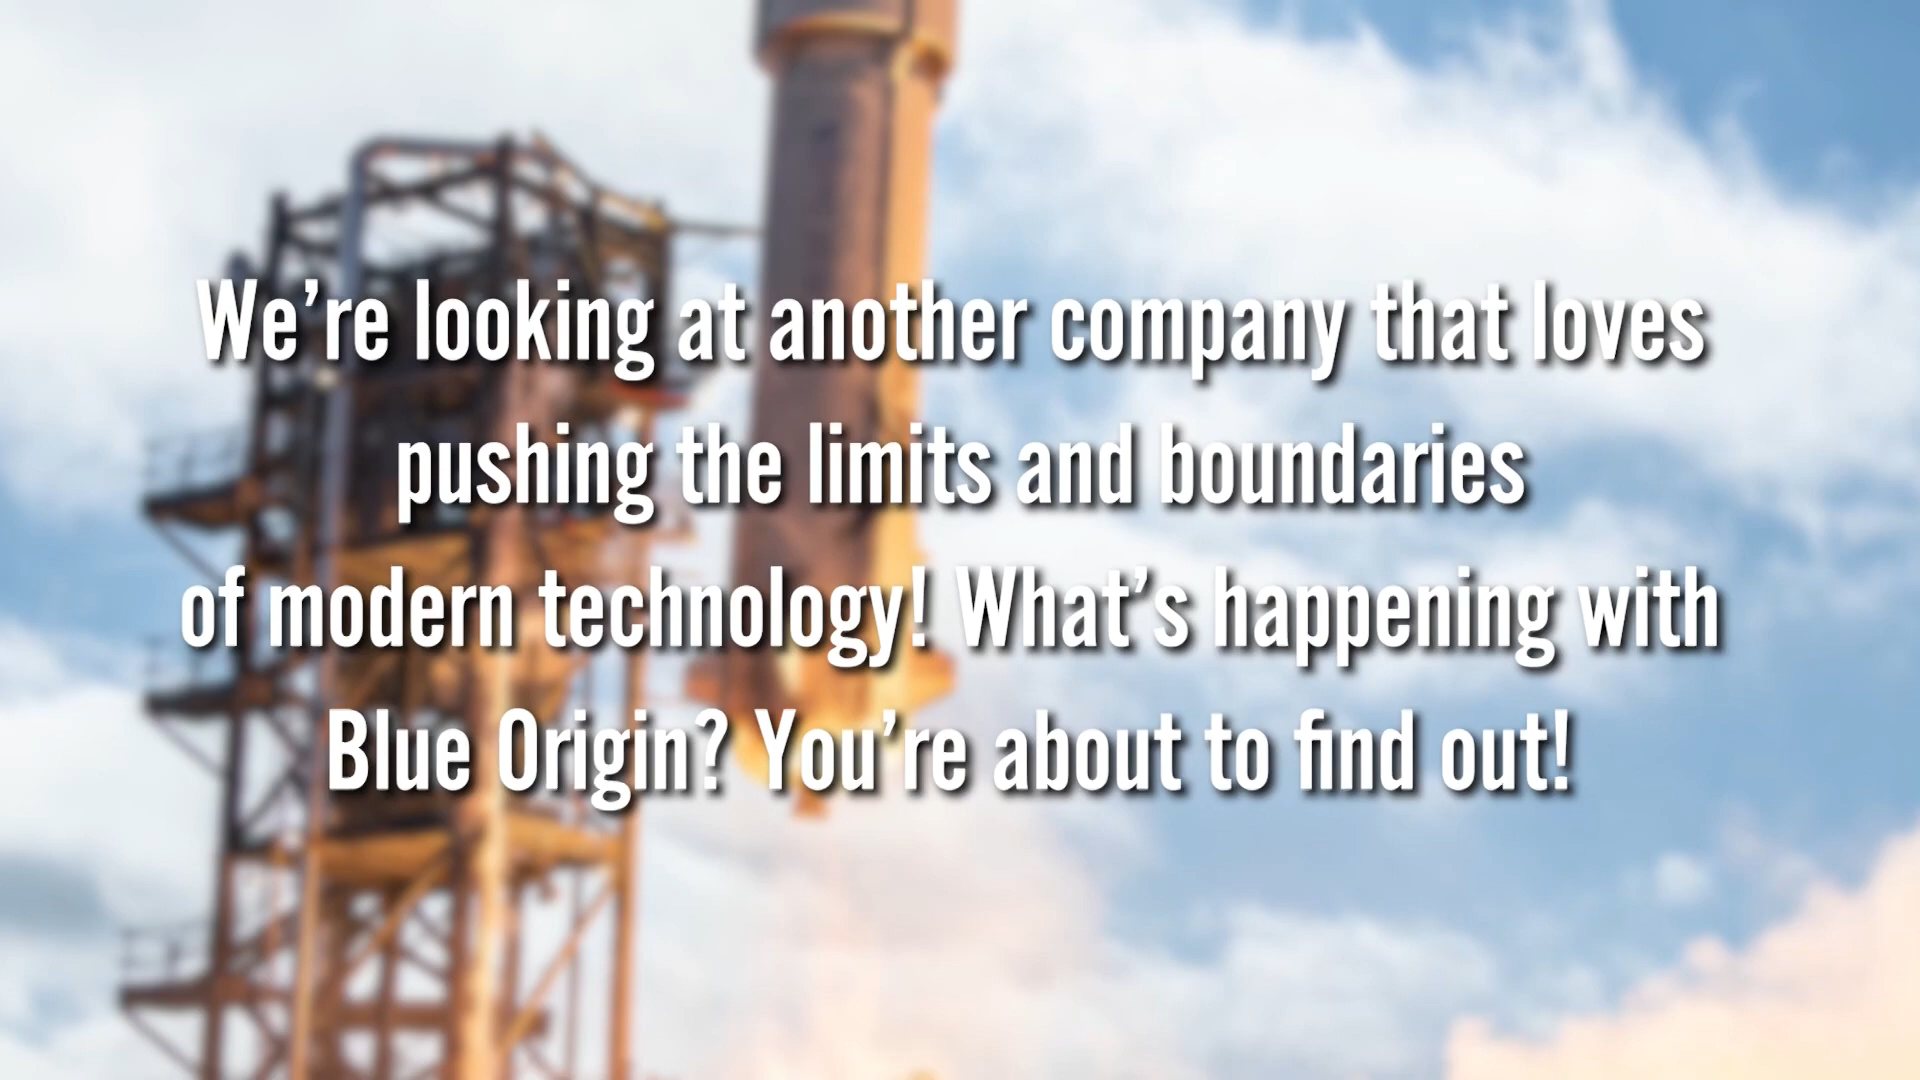 We’re looking at another company that loves
pushing the limits and boundaries
of modern technology! What’s happening with
Blue Origin? You’re about to find out!